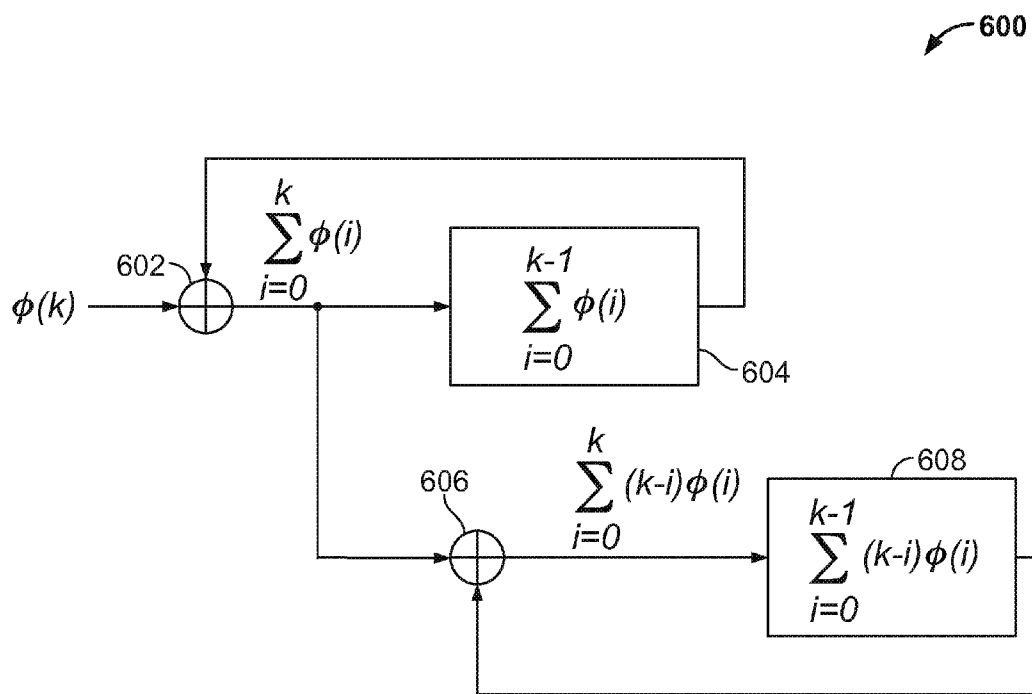 600
k
∑ ϕ(i)
i=0
602
ϕ(k)
k-1
∑ ϕ(i)
i=0
604
k
∑ (k-i)ϕ(i)
i=0
606
608
k-1
∑ (k-i)ϕ(i)
i=0